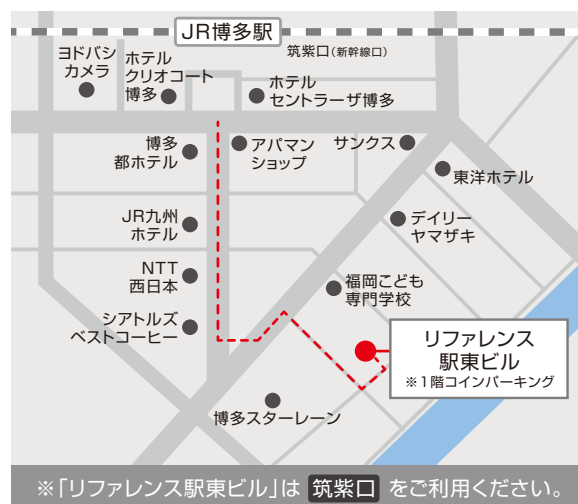 JR博多駅
筑紫口(新幹線口)
ヨドバシ
カメラ
ホテル
クリオコート
博多
ホテル
セントラーザ博多
博多
都ホテル
アパマン
ショップ
サンクス
東洋ホテル
JR九州
ホテル
デイリー
ヤマザキ
NTT
西日本
福岡こども
専門学校
シアトルズ
ベストコーヒー
リファレンス
駅東ビル
※1階コインパーキング
博多スターレーン
※「リファレンス駅東ビル」は 筑紫口 をご利用ください。